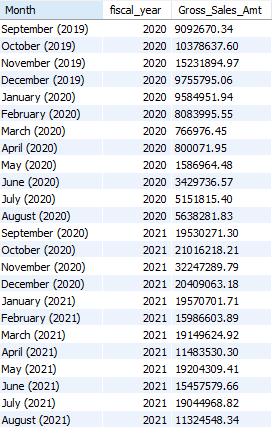 Month fiscal_year Gross_Sales_Amt
September (2019) 2020 9092670.34
October (2019) 2020 10378637.60
November (2019) 2020 15231894.97
December (2019) 2020 9755795.06
January (2020) 2020 9584951.94
February (2020) 2020 8083995.55
March (2020) 2020 766976.45
April (2020) 2020 800071.95
May (2020) 2020 1586964.48
June (2020) 2020 3429736.57
July (2020) 2020 5151815.40
August (2020) 2020 5638281.83
September (2020) 2021 19530271.30
October (2020) 2021 21016218.21
November (2020) 2021 32247289.79
December (2020) 2021 20409063.18
January (2021) 2021 19570701.71
February (2021) 2021 15986603.89
March (2021) 2021 19149624.92
April (2021) 2021 11483530.30
May (2021) 2021 19204309.41
June (2021) 2021 15457579.66
July (2021) 2021 19044968.82
August (2021) 2021 11324548.34